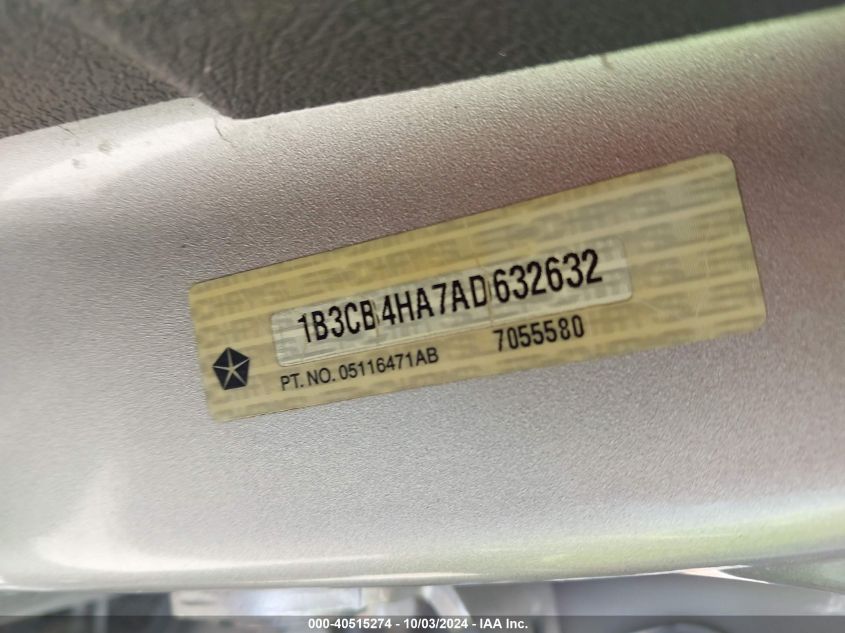 1B3CB4HA7AD632632
PT. NO. 05116471AB 7055580
000-40515274 - 10/03/2024 - IAA Inc.